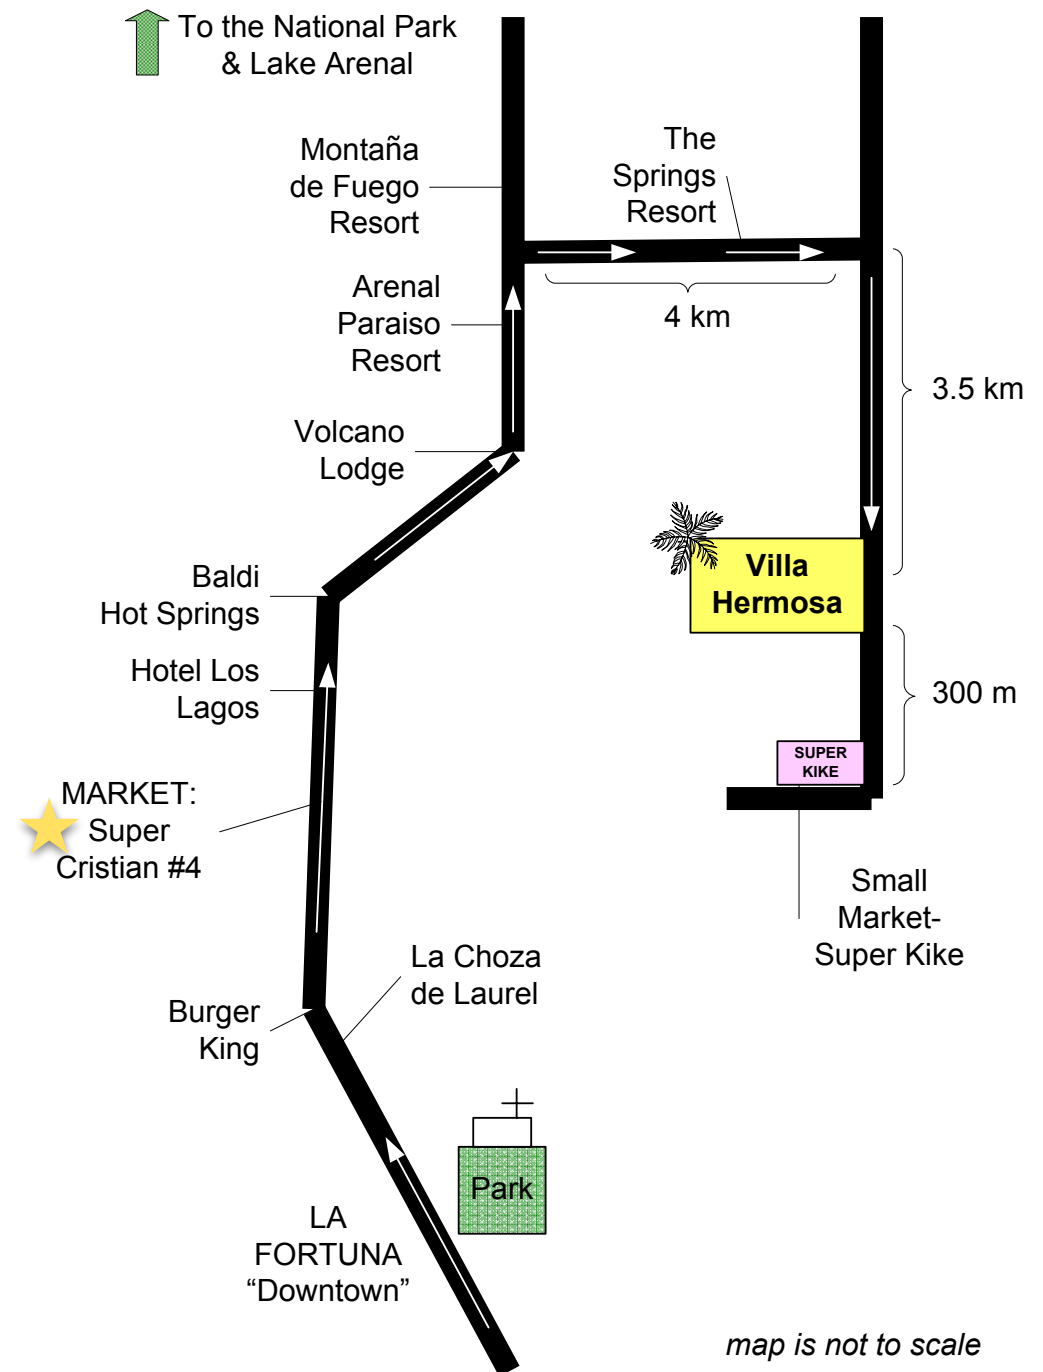 To the National Park
& Lake Arenal
Montaña
de Fuego
Resort
The
Springs
Resort
Arenal
Paraiso
Resort
4 km
3.5 km
Volcano
Lodge
Villa
Hermosa
Baldi
Hot Springs
Hotel Los
Lagos
300 m
SUPER
KIKE
MARKET:
Super
Cristian #4
Small
Market-
Super Kike
La Choza
de Laurel
Burger
King
Park
LA
FORTUNA
“Downtown”
map is not to scale